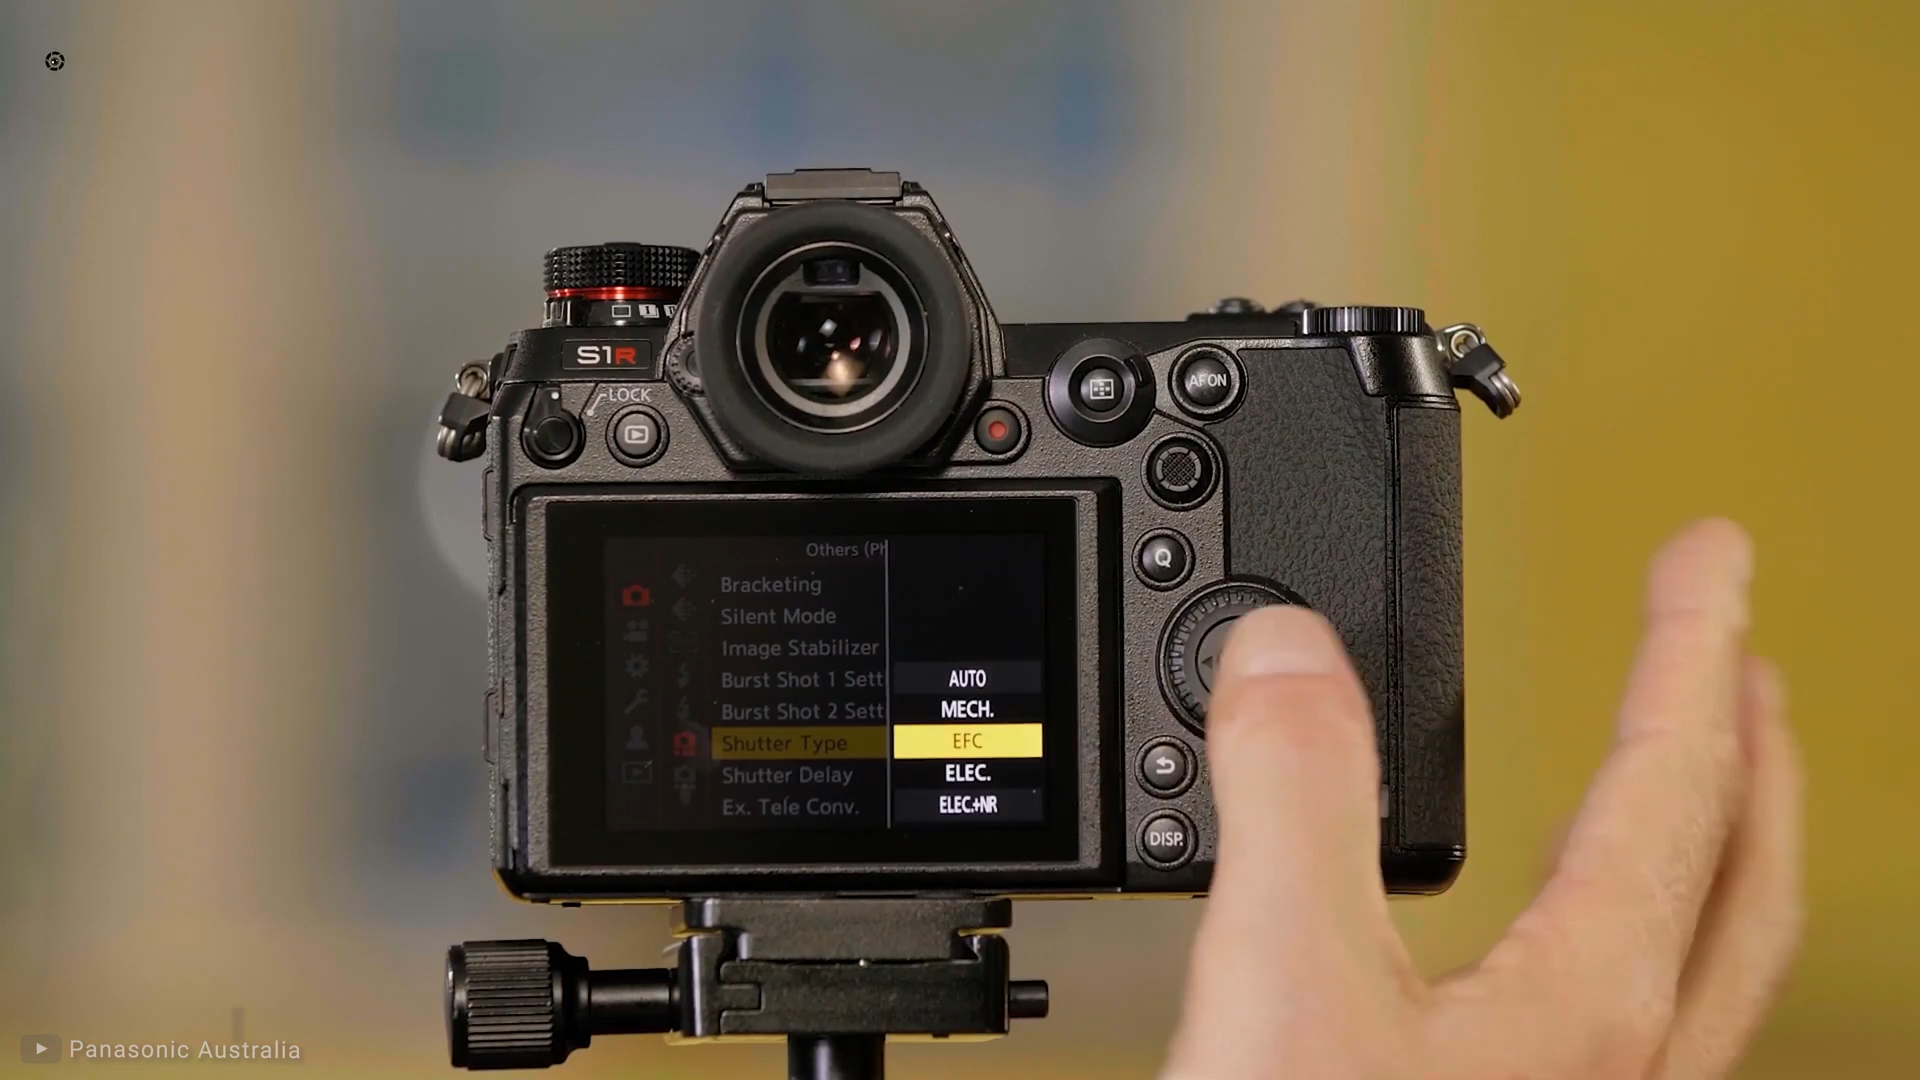 S1R
LOCK
AF ON
Q
DISP.
Others (Ph
Bracketing
Silent Mode
Image Stabilizer
Burst Shot 1 Sett
Burst Shot 2 Sett
Shutter Type
Shutter Delay
Ex. Tele Conv.
AUTO
MECH.
EFC
ELEC.
ELEC.+NR
Panasonic Australia